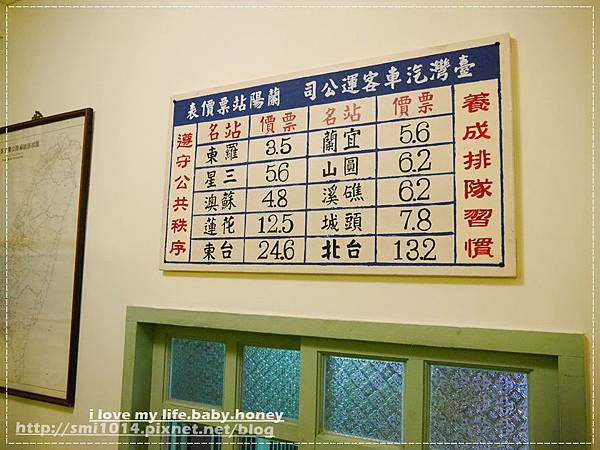 臺灣汽車客運公司 蘭陽站票價表
養成排隊習慣
票價 站名 票價 站名
5.6 宜蘭 3.5 羅東
6.2 圓山 5.6 三星
6.2 礁溪 4.8 蘇澳
7.8 頭城 12.5 花蓮
13.2 台北 24.6 台東
遵守公共秩序
i love my life.baby.honey
http://smi1014.pixnet.net/blog